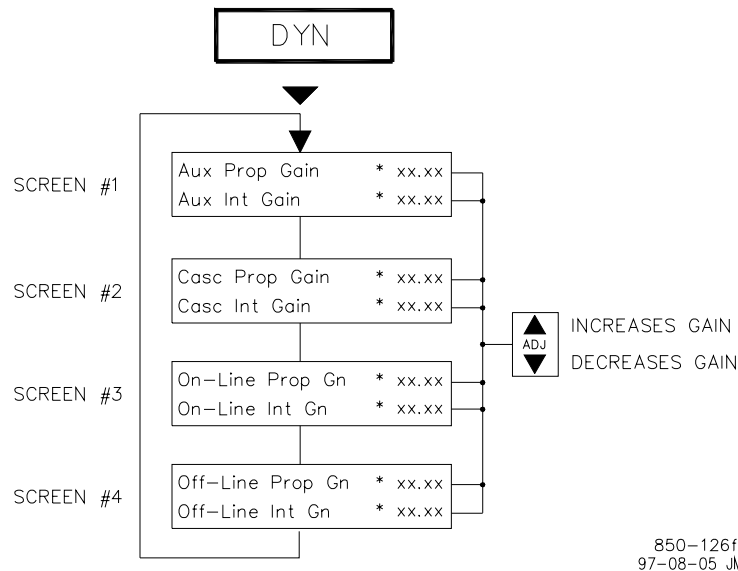 DYN
SCREEN #1
Aux Prop Gain * xx.xx
Aux Int Gain * xx.xx
SCREEN #2
Casc Prop Gain * xx.xx
Casc Int Gain * xx.xx
ADJ
INCREASES GAIN
DECREASES GAIN
SCREEN #3
On-Line Prop Gn * xx.xx
On-Line Int Gn * xx.xx
SCREEN #4
Off-Line Prop Gn * xx.xx
Off-Line Int Gn * xx.xx
850-126f
97-08-05 JM